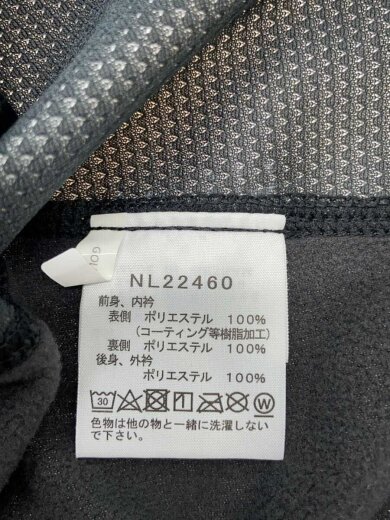 NL22460
前身、内衿
表側 ポリエステル 100%
(コーティング等樹脂加工)
裏側 ポリエステル 100%
後身、外衿
ポリエステル 100%
30
W
色物は他の物と一緒に洗濯しない
で下さい。